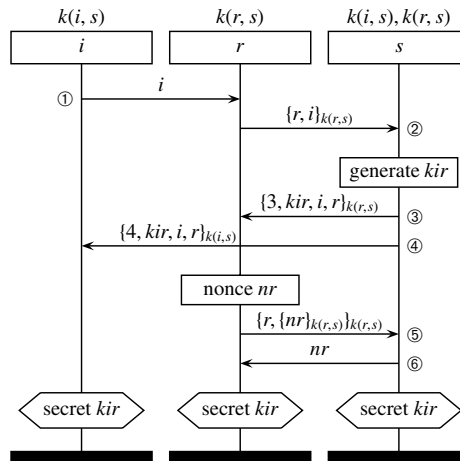 k(i, s) k(r, s) k(i, s), k(r, s)
i r s
① i
{r, i}k(r,s) ②
generate kir
{3, kir, i, r}k(r,s) ③
{4, kir, i, r}k(i,s) ④
nonce nr
{r, {nr}k(r,s)}k(r,s) ⑤
nr ⑥
secret kir secret kir secret kir